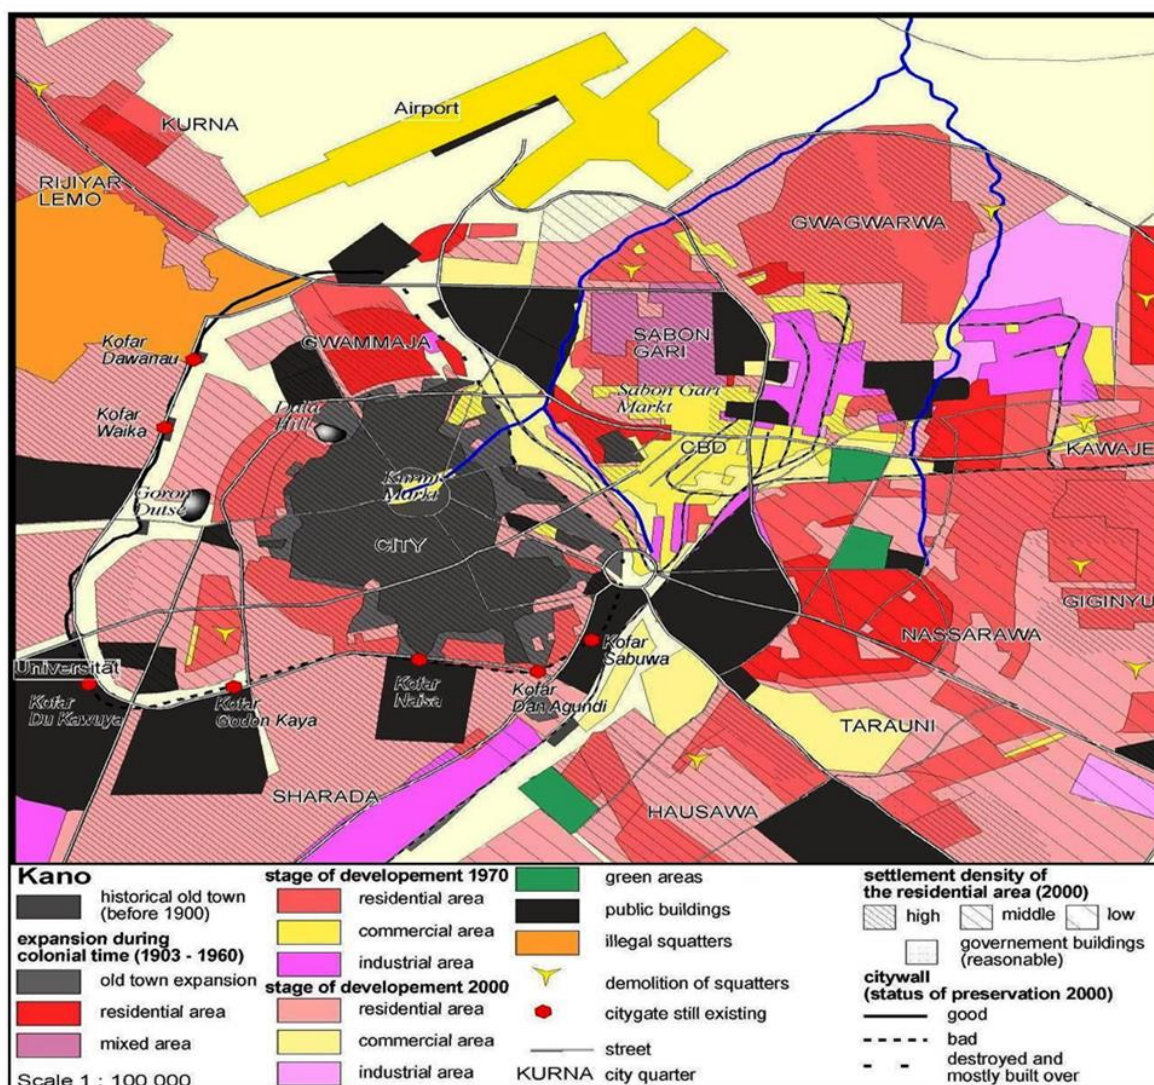 Airport
KURNA
RIJIYAR
LEMO
GWAGWARWA
Kofar
Dawanau
GWAMMAJA
SABON
GARI
Sabon Gari
Markt
Dala
Hill
Kofar
Waika
CBD
KAWAJE
Kurmi
Markt
Goron
Dutse
CITY
GIGINYU
NASSARAWA
Kofar
Sabuwa
Universität
Kofar
Du Kawuya
Kofar
Godon Kaya
Kofar
Naisa
Kofar
Dan Agundi
TARAUNI
SHARADA
HAUSAWA
Kano
historical old town
(before 1900)
expansion during
colonial time (1903 - 1960)
old town expansion
residential area
mixed area
Scale 1 : 100 000
stage of developement 1970
residential area
commercial area
industrial area
stage of developement 2000
residential area
commercial area
industrial area
green areas
public buildings
illegal squatters
demolition of squatters
citygate still existing
street
KURNA city quarter
settlement density of
the residential area (2000)
high middle low
governement buildings
(reasonable)
citywall
(status of preservation 2000)
good
bad
destroyed and
mostly built over